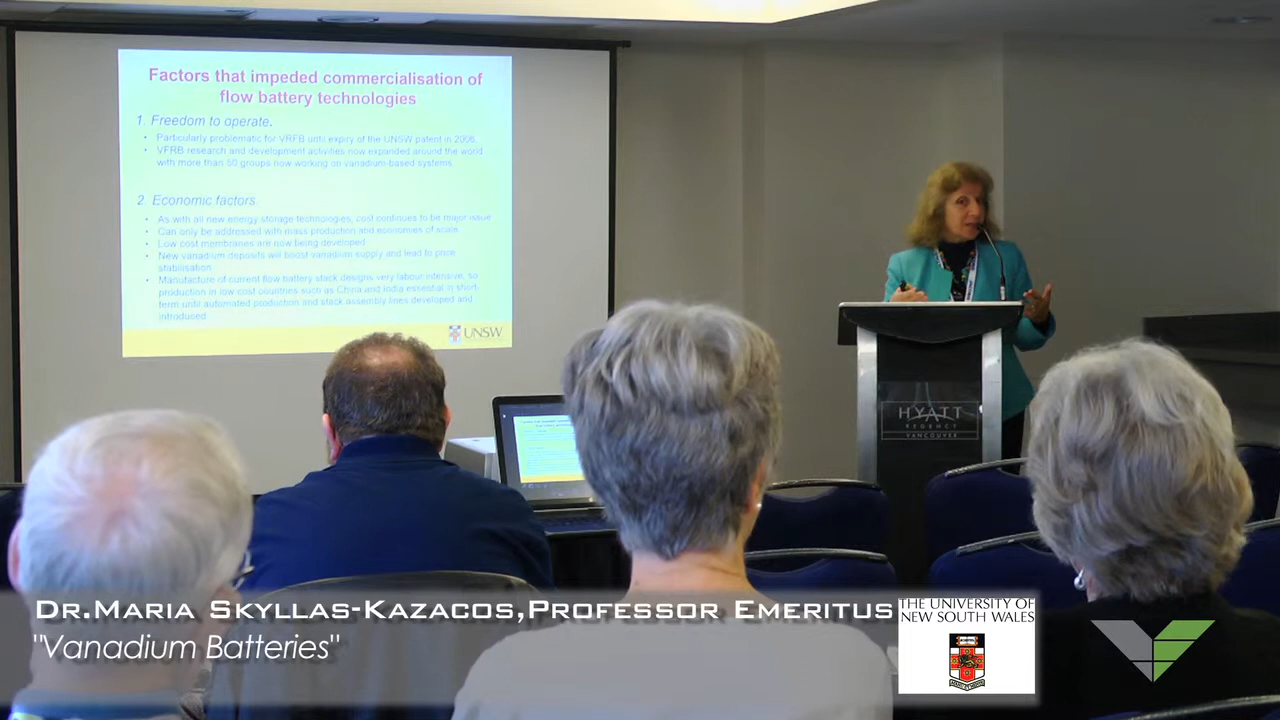 Factors that impeded commercialisation of
flow battery technologies
1. Freedom to operate.
• Particularly problematic for VRFB until expiry of the UNSW patent in 2006.
• VFRB research and development activities now expanded around the world
with more than 50 groups now working on vanadium-based systems
2. Economic factors.
• As with all new energy storage technologies, cost continues to be major issue
• Can only be addressed with mass production and economies of scale.
• Low cost membranes are now being developed
• New vanadium deposits will boost vanadium supply and lead to price
stabilisation
• Manufacture of current flow battery stack designs very labour intensive, so
production in low cost countries such as China and India essential in short-
term until automated production and stack assembly lines developed and
introduced
UNSW
HYATT
REGENCY
VANCOUVER
Dr.Maria Skyllas-Kazacos,Professor Emeritus
"Vanadium Batteries"
THE UNIVERSITY OF
NEW SOUTH WALES